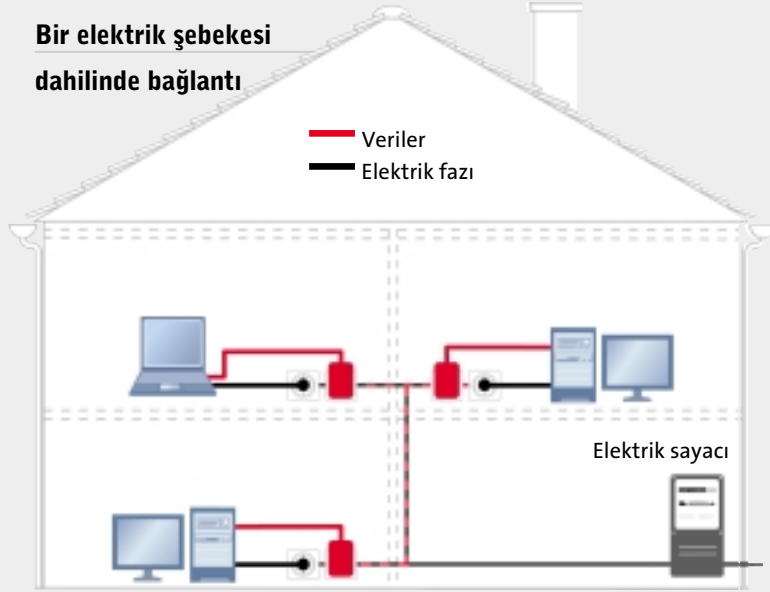 Bir elektrik şebekesi
dahilinde bağlantı
Veriler
Elektrik fazı
Elektrik sayacı